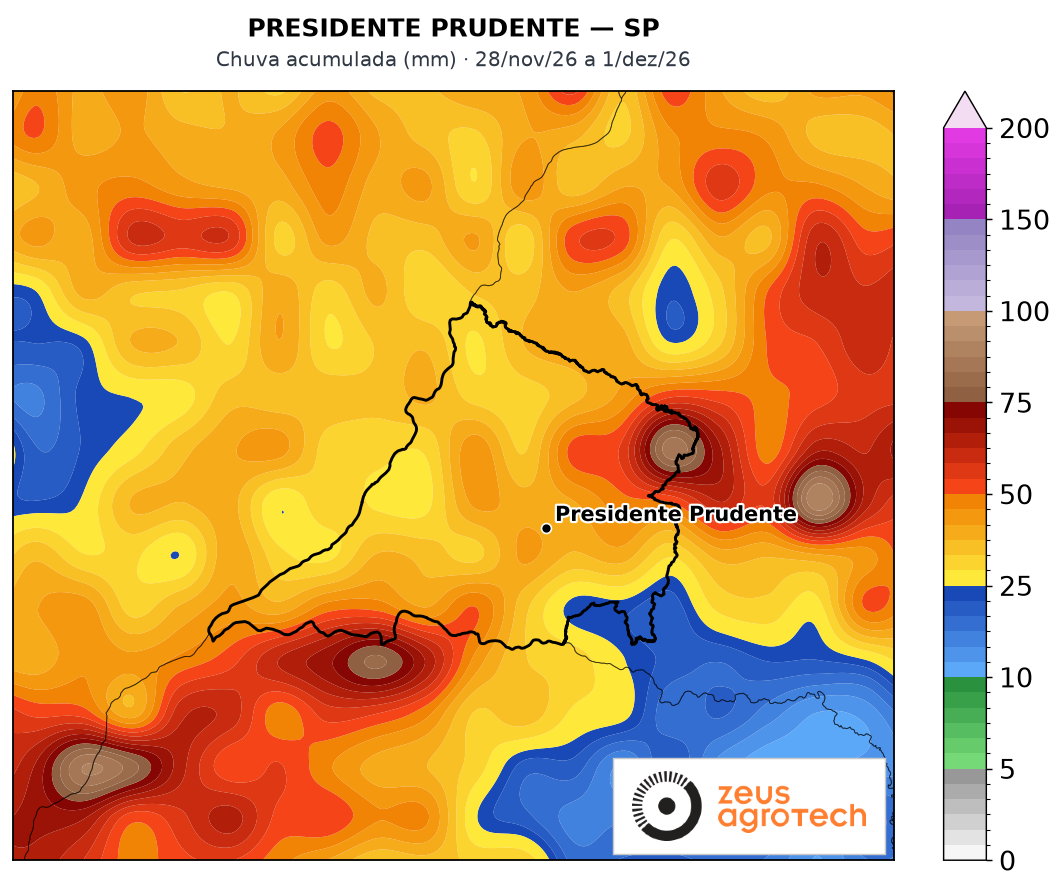 PRESIDENTE PRUDENTE — SP
Chuva acumulada (mm) · 28/nov/26 a 1/dez/26
200
150
100
75
50
25
10
5
0
Presidente Prudente
zeus
agrotech